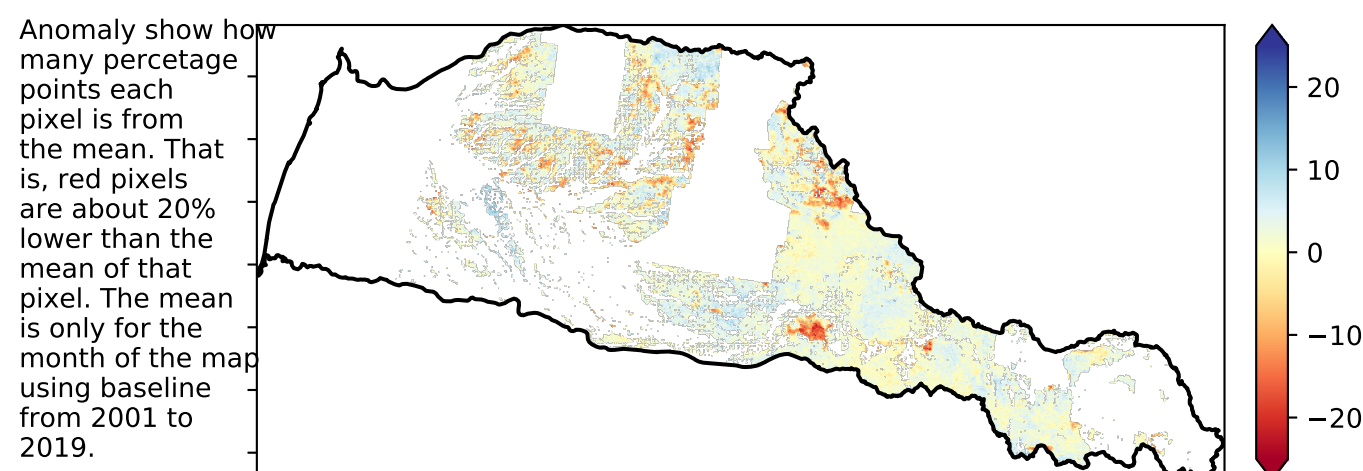 Anomaly show how
many percetage
points each
pixel is from
the mean. That
is, red pixels
are about 20%
lower than the
mean of that
pixel. The mean
is only for the
month of the map
using baseline
from 2001 to
2019.
20
10
0
−10
−20